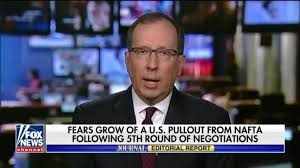 FEARS GROW OF A U.S. PULLOUT FROM NAFTA
FOLLOWING 5TH ROUND OF NEGOTIATIONS
FOX
NEWS
channel
JOURNAL EDITORIAL REPORT